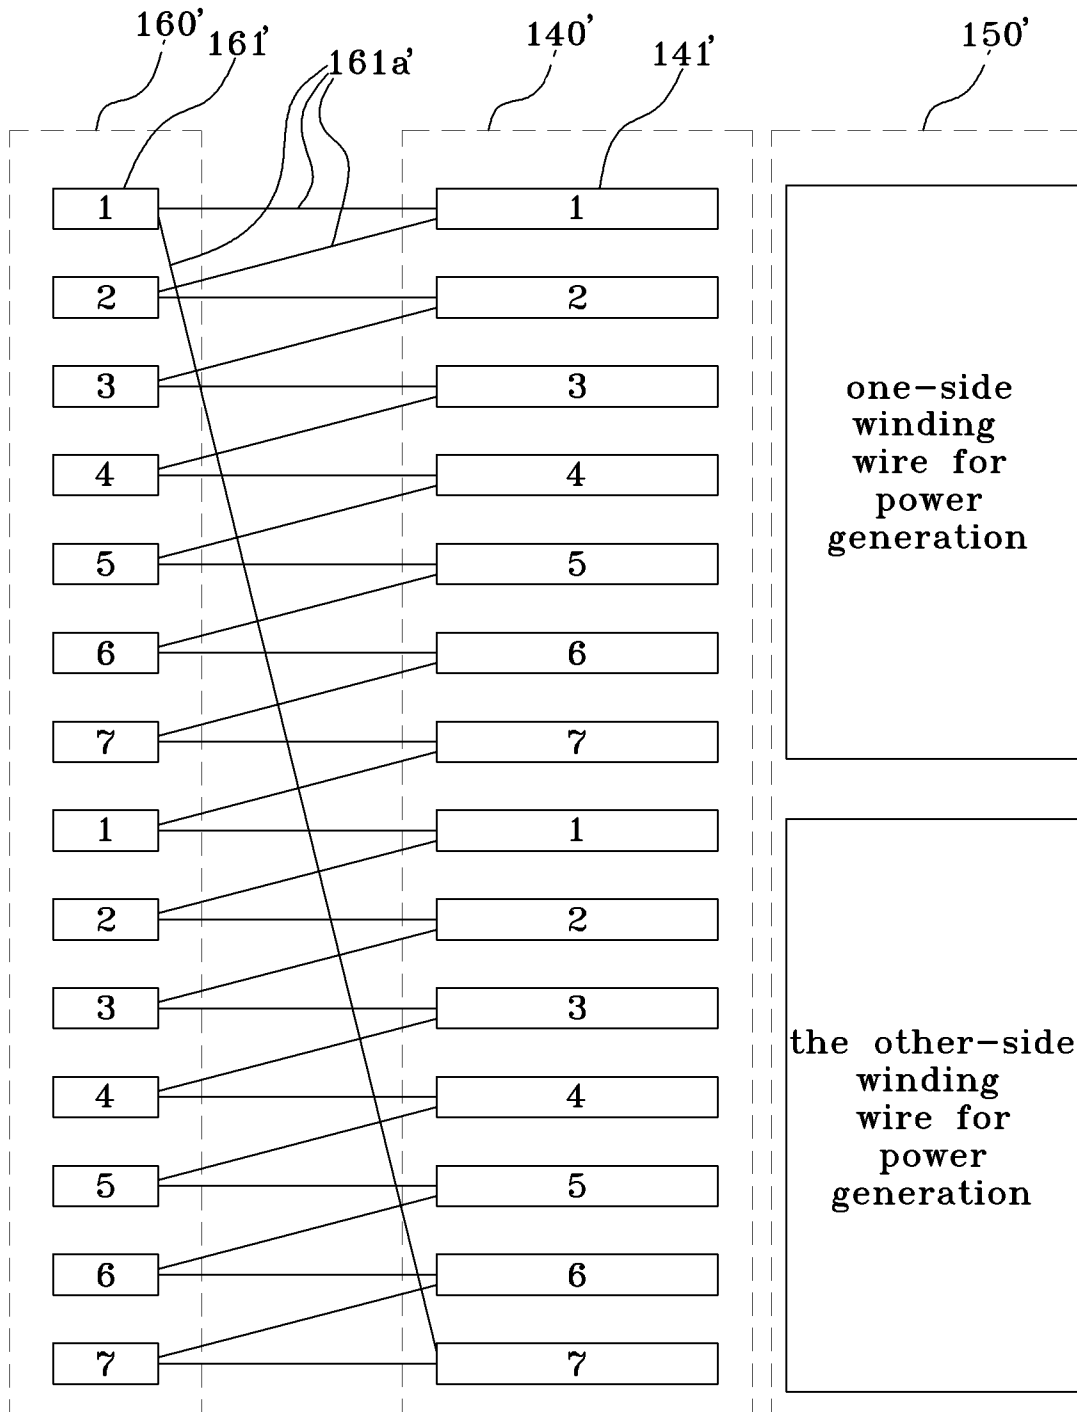 160'
161'
161a'
140'
141'
150'
1 1
2 2
3 3
4 4
5 5
6 6
7 7
1 1
2 2
3 3
4 4
5 5
6 6
7 7
one-side
winding
wire for
power
generation
the other-side
winding
wire for
power
generation